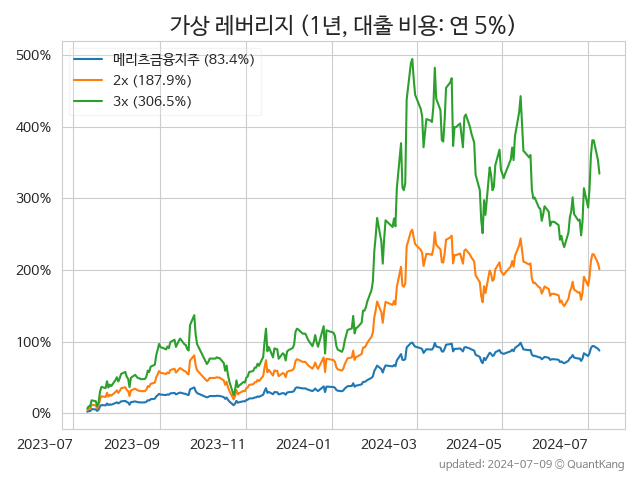 가상 레버리지 (1년, 대출 비용: 연 5%)
메리츠금융지주 (83.4%)
2x (187.9%)
3x (306.5%)
500%
400%
300%
200%
100%
0%
2023-07 2023-09 2023-11 2024-01 2024-03 2024-05 2024-07
updated: 2024-07-09 © QuantKang